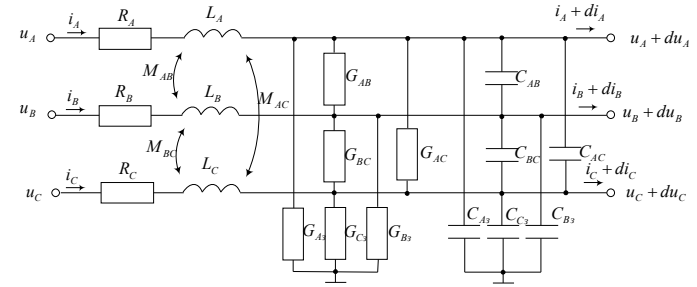 u_A i_A R_A L_A i_A + di_A u_A + du_A
M_AB G_AB C_AB
u_B i_B R_B L_B M_AC i_B + di_B u_B + du_B
M_BC G_BC G_AC C_BC C_AC
u_C i_C R_C L_C i_C + di_C u_C + du_C
G_Aз G_Cз G_Bз C_Aз C_Cз C_Bз